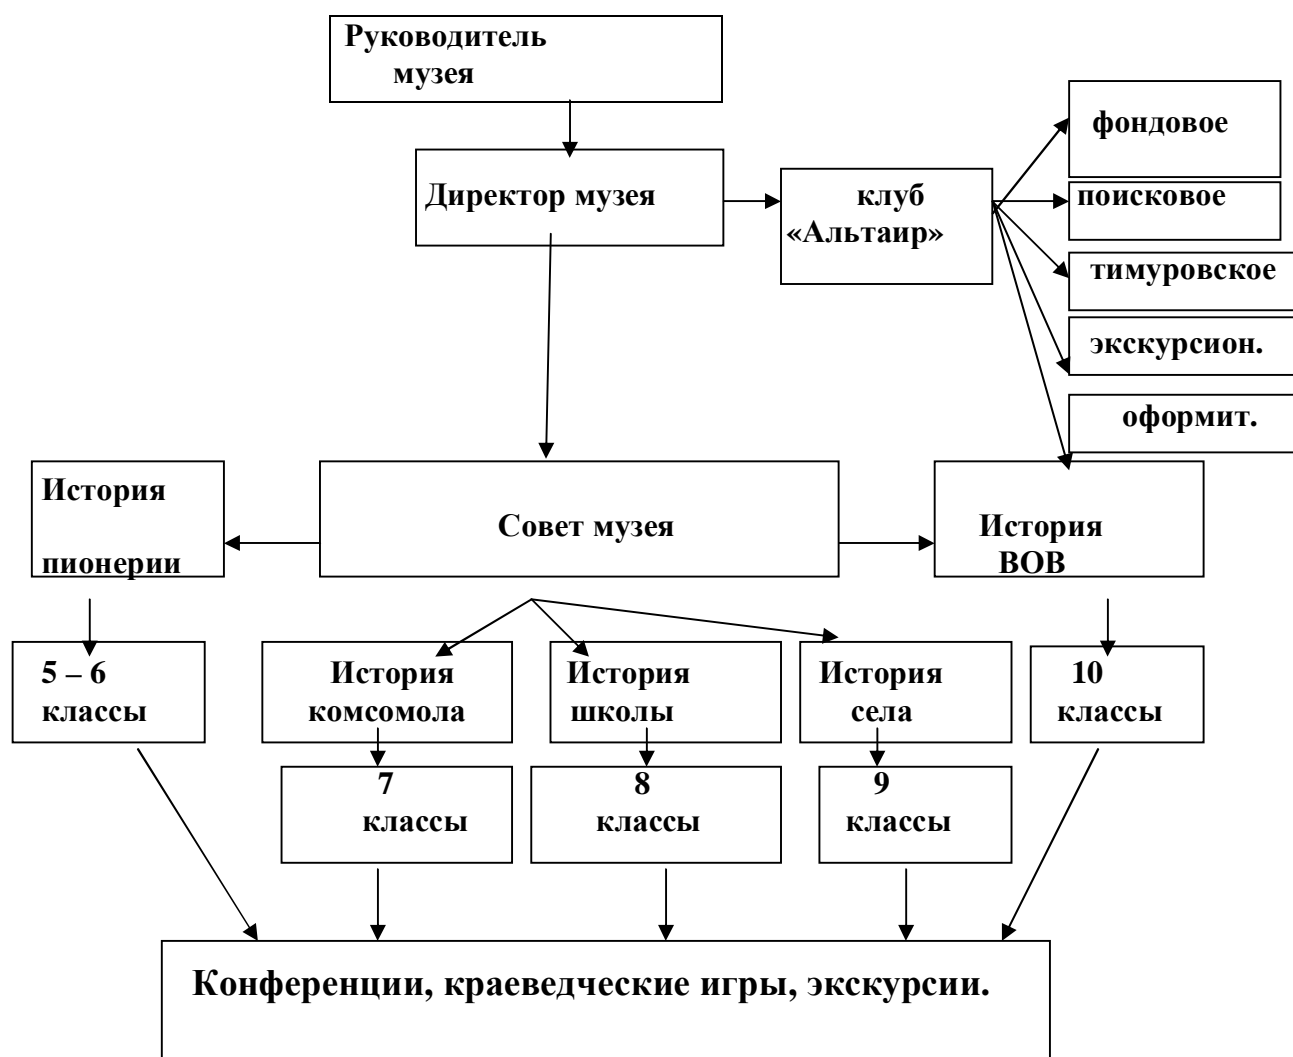 Руководитель
музея
фондовое
Директор музея
клуб
«Альтаир»
поисковое
тимуровское
экскурсион.
оформит.
История
пионерии
Совет музея
История
ВОВ
5 – 6
классы
История
комсомола
История
школы
История
села
10
классы
7
классы
8
классы
9
классы
Конференции, краеведческие игры, экскурсии.